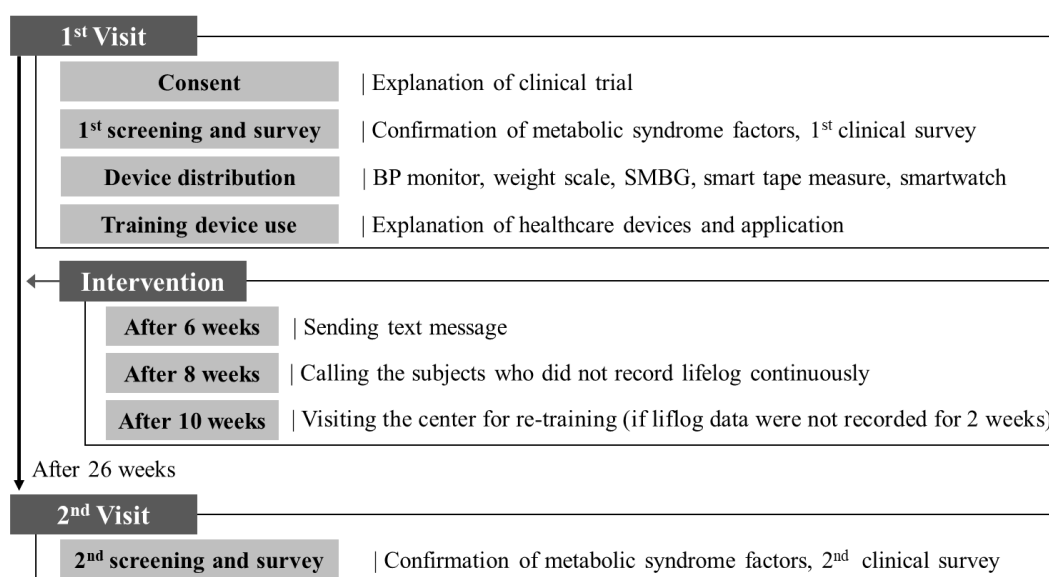 1st Visit
Consent | Explanation of clinical trial
1st screening and survey | Confirmation of metabolic syndrome factors, 1st clinical survey
Device distribution | BP monitor, weight scale, SMBG, smart tape measure, smartwatch
Training device use | Explanation of healthcare devices and application
Intervention
After 6 weeks | Sending text message
After 8 weeks | Calling the subjects who did not record lifelog continuously
After 10 weeks | Visiting the center for re-training (if liflog data were not recorded for 2 weeks)
After 26 weeks
2nd Visit
2nd screening and survey | Confirmation of metabolic syndrome factors, 2nd clinical survey